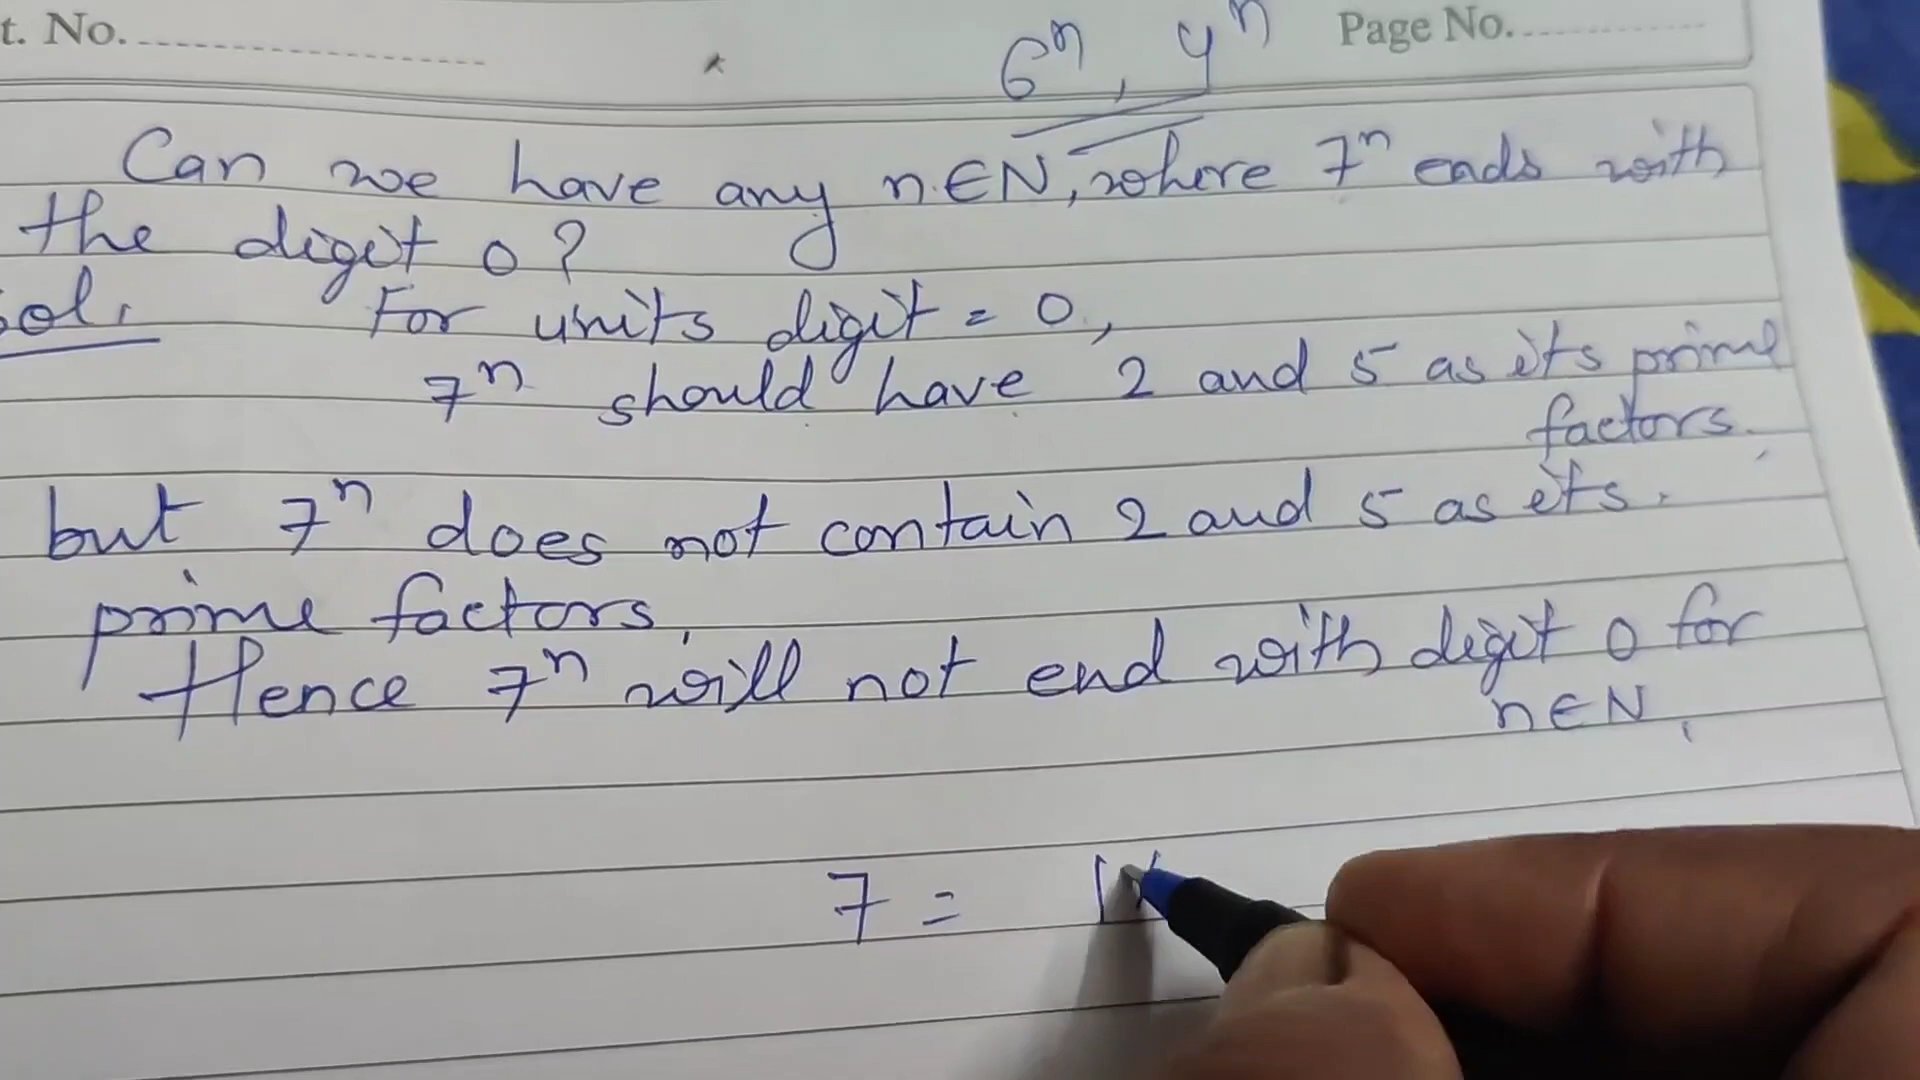 t. No.
6ⁿ, 4ⁿ
Page No.
Can we have any n∈N, where 7ⁿ ends with
the digit 0?
sol. For units digit = 0,
7ⁿ should have 2 and 5 as its prime
factors.
but 7ⁿ does not contain 2 and 5 as its
prime factors.
Hence 7ⁿ will not end with digit 0 for
n∈N.
7 = 1×